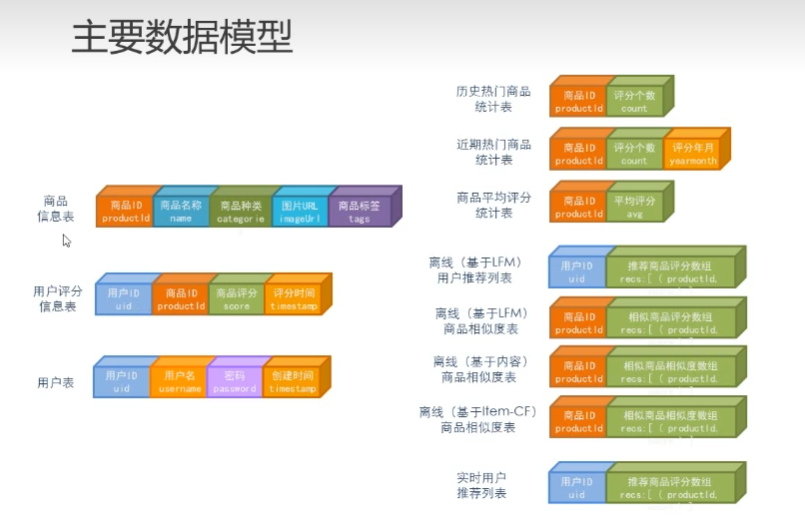 主要数据模型
商品
信息表
商品ID
productId
商品名称
name
商品种类
categorie
图片URL
imageUrl
商品标签
tags
用户评分
信息表
用户ID
uid
商品ID
productId
商品评分
score
评分时间
timestamp
用户表
用户ID
uid
用户名
username
密码
password
创建时间
timestamp
历史热门商品
统计表
商品ID
productId
评分个数
count
近期热门商品
统计表
商品ID
productId
评分个数
count
评分年月
yearmonth
商品平均评分
统计表
商品ID
productId
平均评分
avg
离线（基于LFM）
用户推荐列表
用户ID
uid
推荐商品评分数组
recs:[ ( productId,
离线（基于LFM）
商品相似度表
商品ID
productId
相似商品评分数组
recs:[ ( productId,
离线（基于内容）
商品相似度表
商品ID
productId
相似商品相似度数组
recs:[ ( productId,
离线（基于Item-CF）
商品相似度表
商品ID
productId
相似商品相似度数组
recs:[ ( productId,
实时用户
推荐列表
用户ID
uid
推荐商品评分数组
recs:[ ( productId,